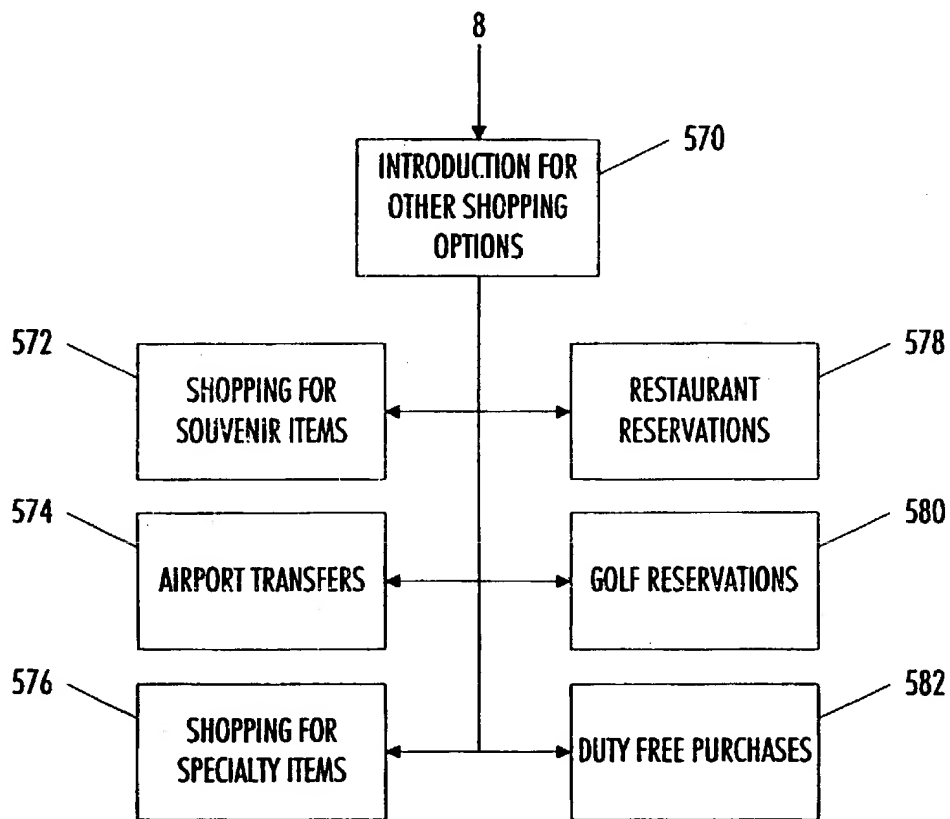 8
570
INTRODUCTION FOR
OTHER SHOPPING
OPTIONS
572
SHOPPING FOR
SOUVENIR ITEMS
578
RESTAURANT
RESERVATIONS
574
AIRPORT TRANSFERS
580
GOLF RESERVATIONS
576
SHOPPING FOR
SPECIALTY ITEMS
582
DUTY FREE PURCHASES